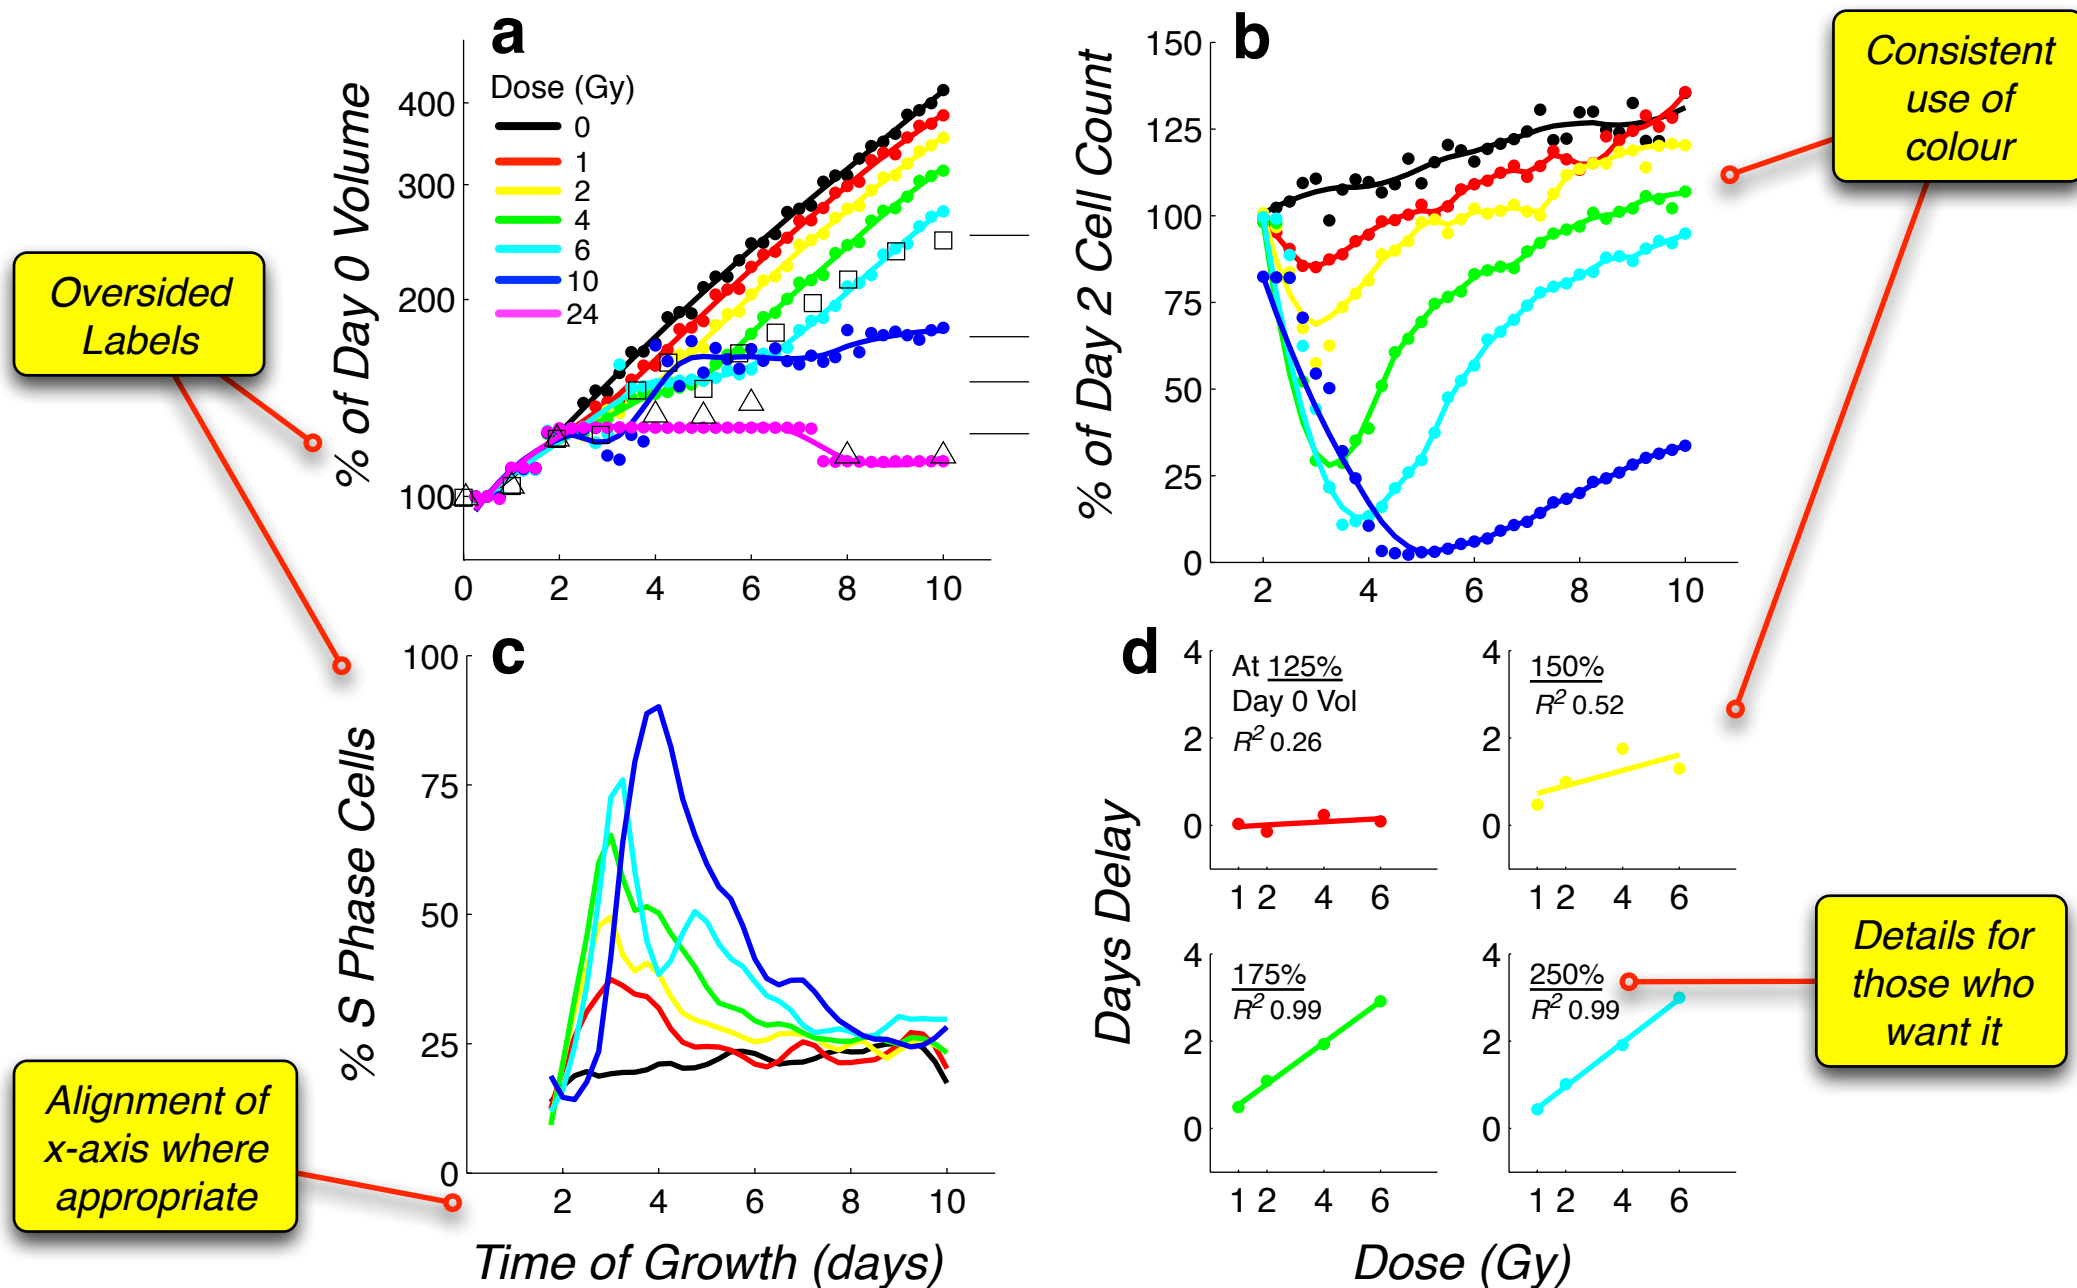 a
Dose (Gy)
0
1
2
4
6
10
24
% of Day 0 Volume
400
300
200
100
0 2 4 6 8 10
b
% of Day 2 Cell Count
150
125
100
75
50
25
0
2 4 6 8 10
Consistent
use of
colour
Oversided
Labels
c
% S Phase Cells
100
75
50
25
0
2 4 6 8 10
Time of Growth (days)
Alignment of
x-axis where
appropriate
d
Days Delay
4
2
0
At 125%
Day 0 Vol
R² 0.26
1 2 4 6
4
2
0
150%
R² 0.52
1 2 4 6
4
2
0
175%
R² 0.99
1 2 4 6
4
2
0
250%
R² 0.99
1 2 4 6
Dose (Gy)
Details for
those who
want it